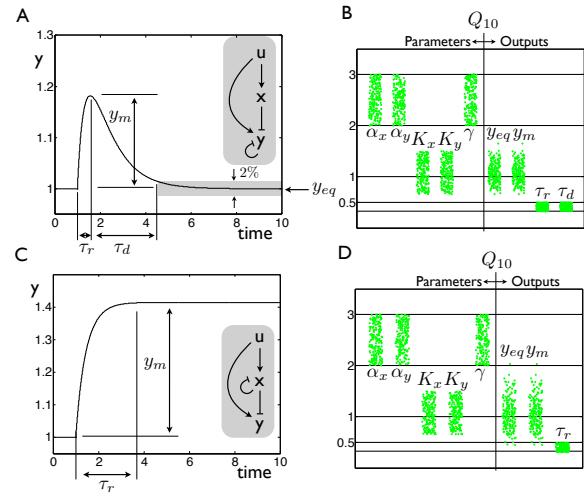 A
y
1.3
1.2
1.1
1
0 2 4 6 8 10
time
y_m
τ_r
τ_d
u
x
y
2%
y_eq
B
Q_10
Parameters Outputs
3
2
1
0.5
α_x α_y
K_x K_y
γ
y_eq y_m
τ_r τ_d
C
y
1.5
1.4
1.3
1.2
1.1
1
0 2 4 6 8 10
time
y_m
τ_r
u
x
y
D
Q_10
Parameters Outputs
3
2
1
0.5
α_x α_y
K_x K_y
γ
y_eq y_m
τ_r